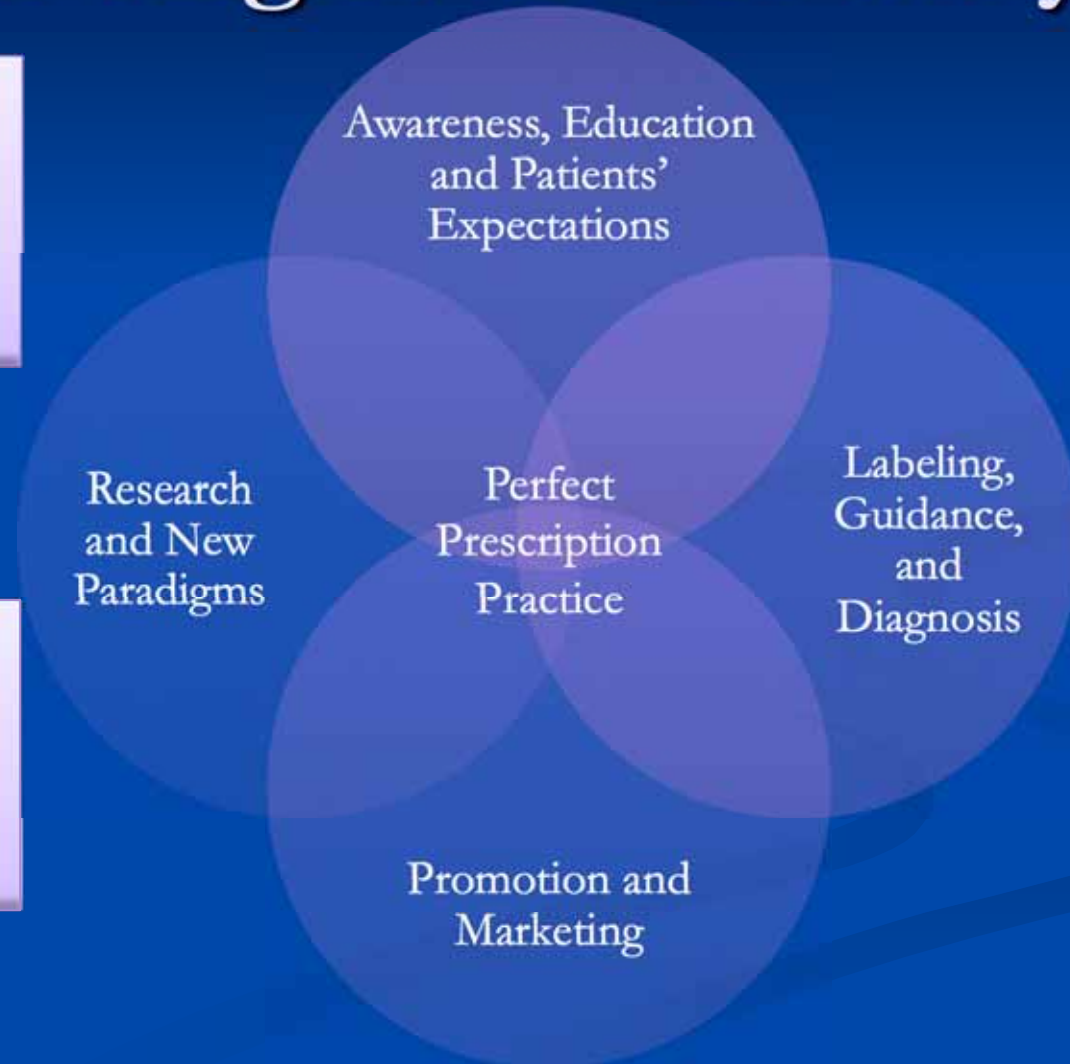 Awareness, Education
and Patients'
Expectations
Research
and New
Paradigms
Perfect
Prescription
Practice
Labeling,
Guidance,
and
Diagnosis
Promotion and
Marketing